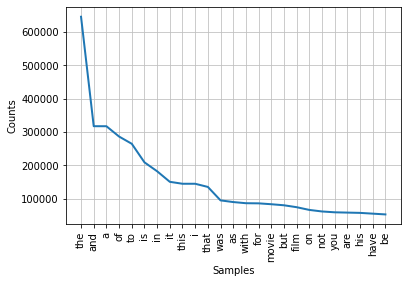 600000
500000
400000
300000
200000
100000
Counts
the
and
a
of
to
is
in
it
this
i
that
was
as
with
for
movie
but
film
on
not
you
are
his
have
be
Samples